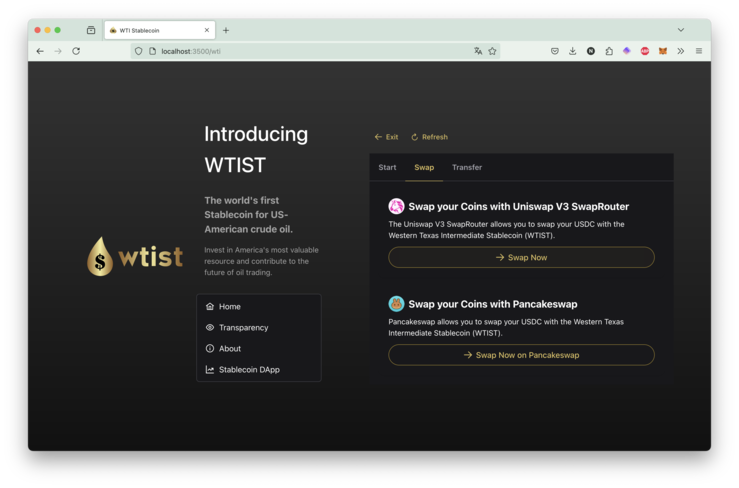 WTI Stablecoin
localhost:3500/wti
Introducing
WTIST
The world's first
Stablecoin for US-
American crude oil.
Invest in America's most valuable
resource and contribute to the
future of oil trading.
$ wtist
Home
Transparency
About
Stablecoin DApp
Exit
Refresh
Start
Swap
Transfer
Swap your Coins with Uniswap V3 SwapRouter
The Uniswap V3 SwapRouter allows you to swap your USDC with the
Western Texas Intermediate Stablecoin (WTIST).
Swap Now
Swap your Coins with Pancakeswap
Pancakeswap allows you to swap your USDC with the Western Texas
Intermediate Stablecoin (WTIST).
Swap Now on Pancakeswap